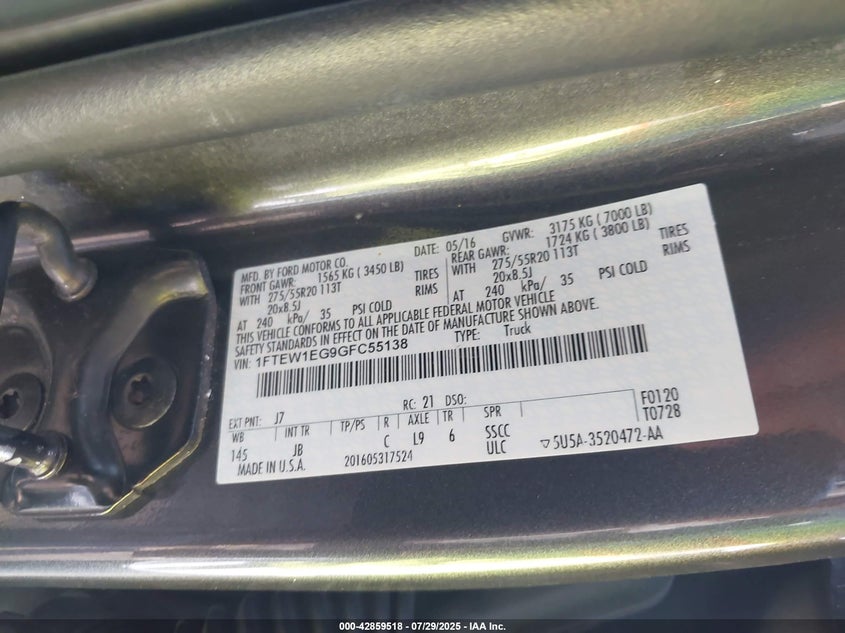 MFD. BY FORD MOTOR CO. DATE: 05/16 GVWR: 3175 KG ( 7000 LB)
FRONT GAWR: 1565 KG ( 3450 LB) REAR GAWR: 1724 KG ( 3800 LB)
WITH 275/55R20 113T TIRES WITH 275/55R20 113T TIRES
20x8.5J RIMS 20x8.5J RIMS
AT 240 kPa/ 35 PSI COLD AT 240 kPa/ 35 PSI COLD
THIS VEHICLE CONFORMS TO ALL APPLICABLE FEDERAL MOTOR VEHICLE
SAFETY STANDARDS IN EFFECT ON THE DATE OF MANUFACTURE SHOWN ABOVE.
VIN: 1FTEW1EG9GFC55138 TYPE: Truck
EXT PNT: J7 RC: 21 DSO: F0120
WB INT TR TP/PS R AXLE TR SPR T0728
145 JB C L9 6 SSCC
MADE IN U.S.A. 201605317524 ULC ▽5U5A-3520472-AA
000-42859518 - 07/29/2025 - IAA Inc.